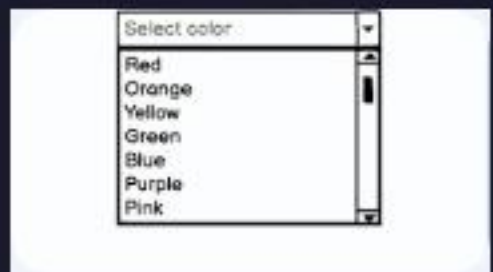 Select color
Red
Orange
Yellow
Green
Blue
Purple
Pink